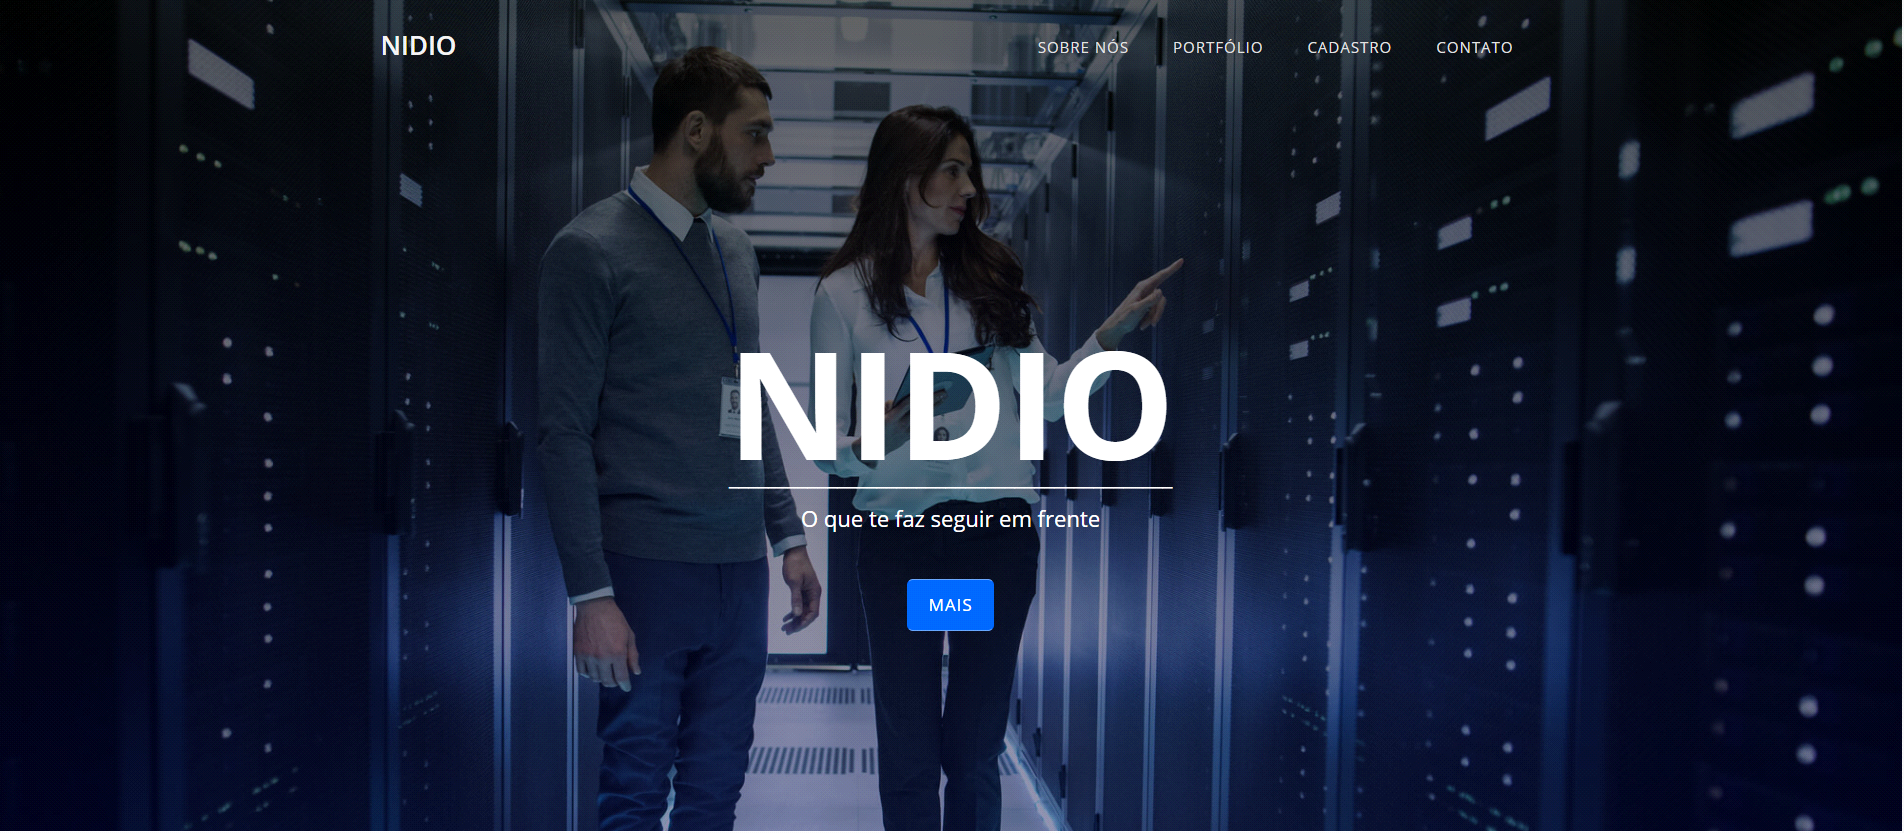 NIDIO
SOBRE NÓS
PORTFÓLIO
CADASTRO
CONTATO
NIDIO
O que te faz seguir em frente
MAIS